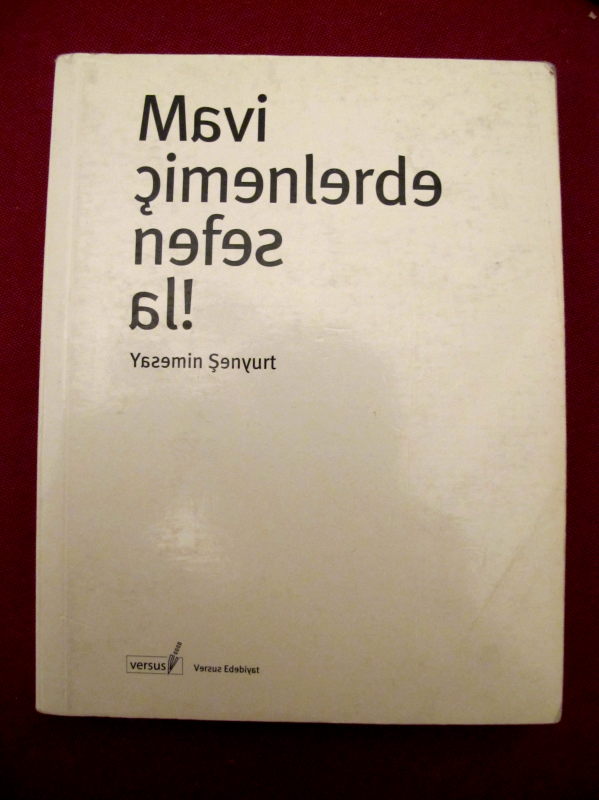 Mavi
çimenlerde
nefes
al!
Yasemin Şenyurt
versus
Versus Edebiyat